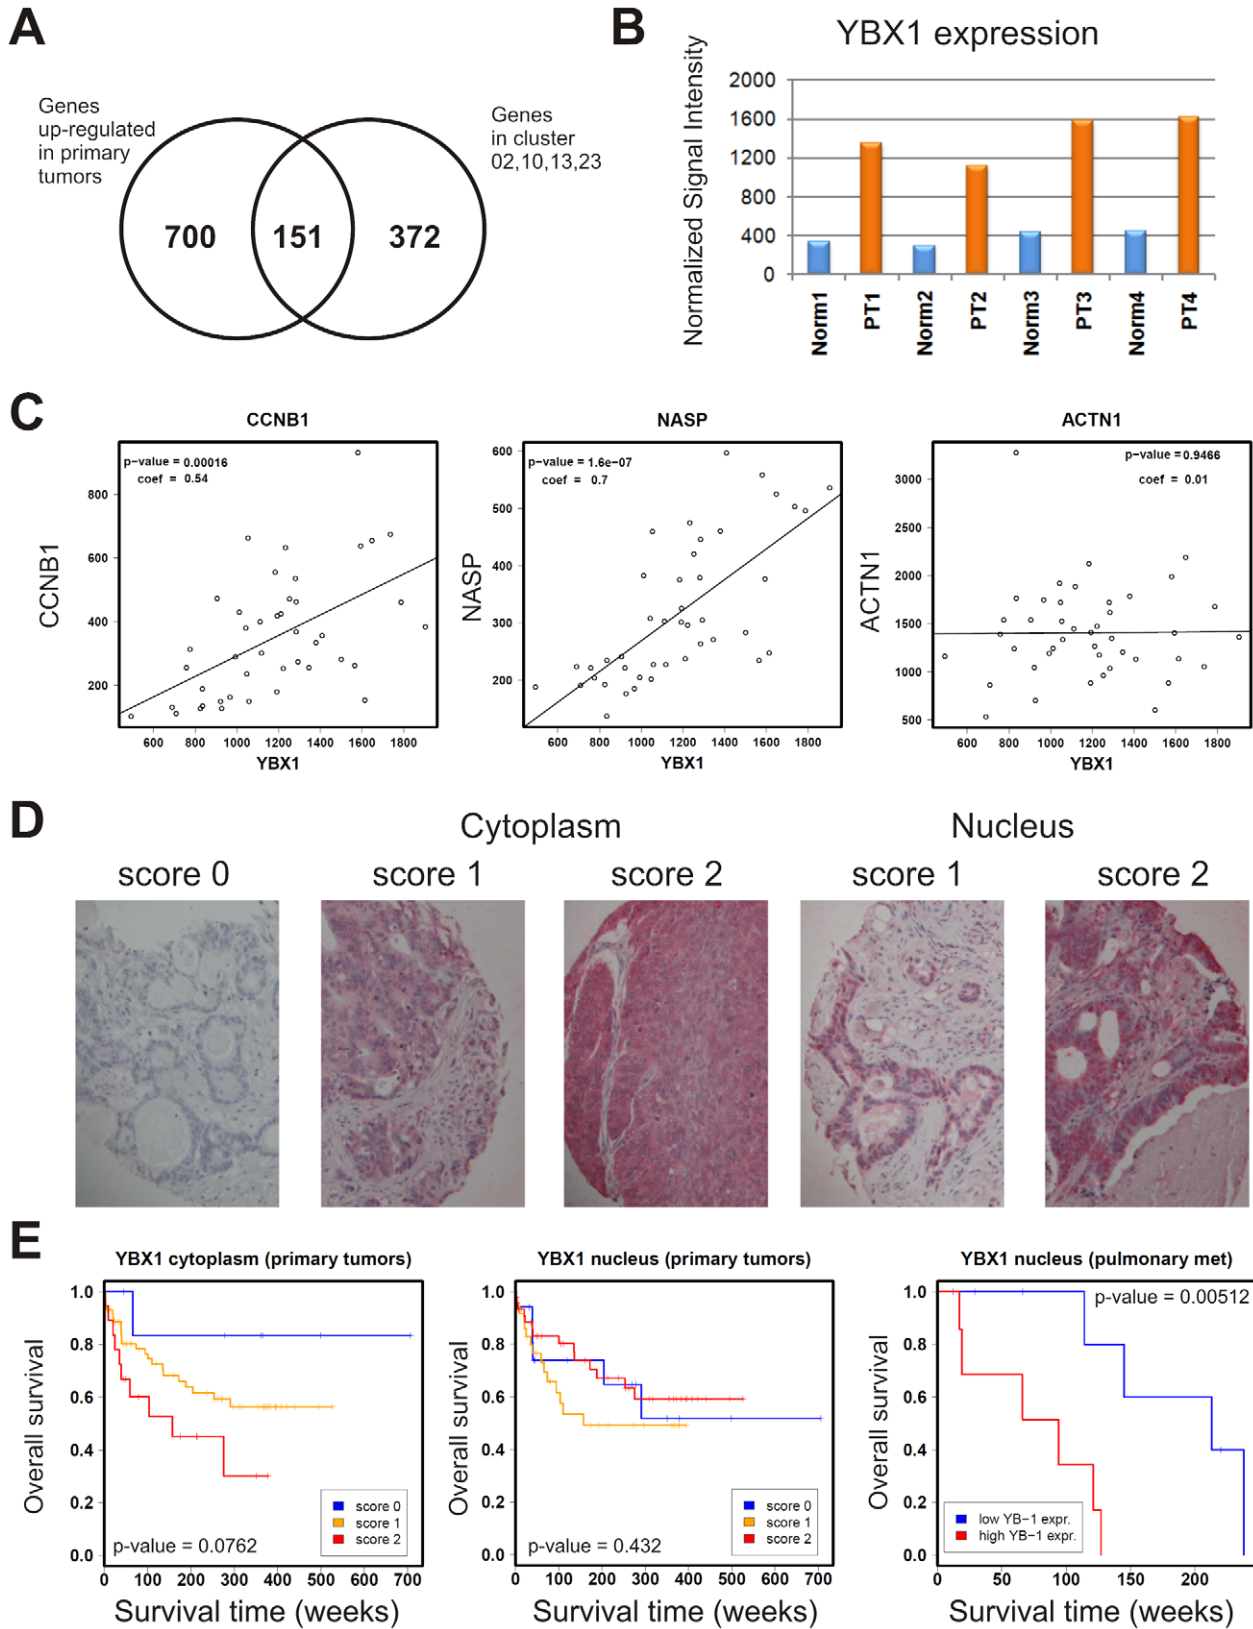 A
Genes
up-regulated
in primary
tumors
Genes
in cluster
02,10,13,23
700
151
372
B
YBX1 expression
Normalized Signal Intensity
2000
1600
1200
800
400
0
Norm1
PT1
Norm2
PT2
Norm3
PT3
Norm4
PT4
C
CCNB1
p-value = 0.00016
coef = 0.54
CCNB1
800
600
400
200
600 800 1000 1200 1400 1600 1800
YBX1
NASP
p-value = 1.6e-07
coef = 0.7
NASP
600
500
400
300
200
600 800 1000 1200 1400 1600 1800
YBX1
ACTN1
p-value = 0.9466
coef = 0.01
ACTN1
3000
2500
2000
1500
1000
500
600 800 1000 1200 1400 1600 1800
YBX1
D
Cytoplasm
Nucleus
score 0
score 1
score 2
score 1
score 2
E
YBX1 cytoplasm (primary tumors)
Overall survival
1.0
0.8
0.6
0.4
0.2
0.0
score 0
score 1
score 2
p-value = 0.0762
0 100 200 300 400 500 600 700
Survival time (weeks)
YBX1 nucleus (primary tumors)
Overall survival
1.0
0.8
0.6
0.4
0.2
0.0
score 0
score 1
score 2
p-value = 0.432
0 100 200 300 400 500 600 700
Survival time (weeks)
YBX1 nucleus (pulmonary met)
p-value = 0.00512
Overall survival
1.0
0.8
0.6
0.4
0.2
0.0
low YB-1 expr.
high YB-1 expr.
0 50 100 150 200
Survival time (weeks)